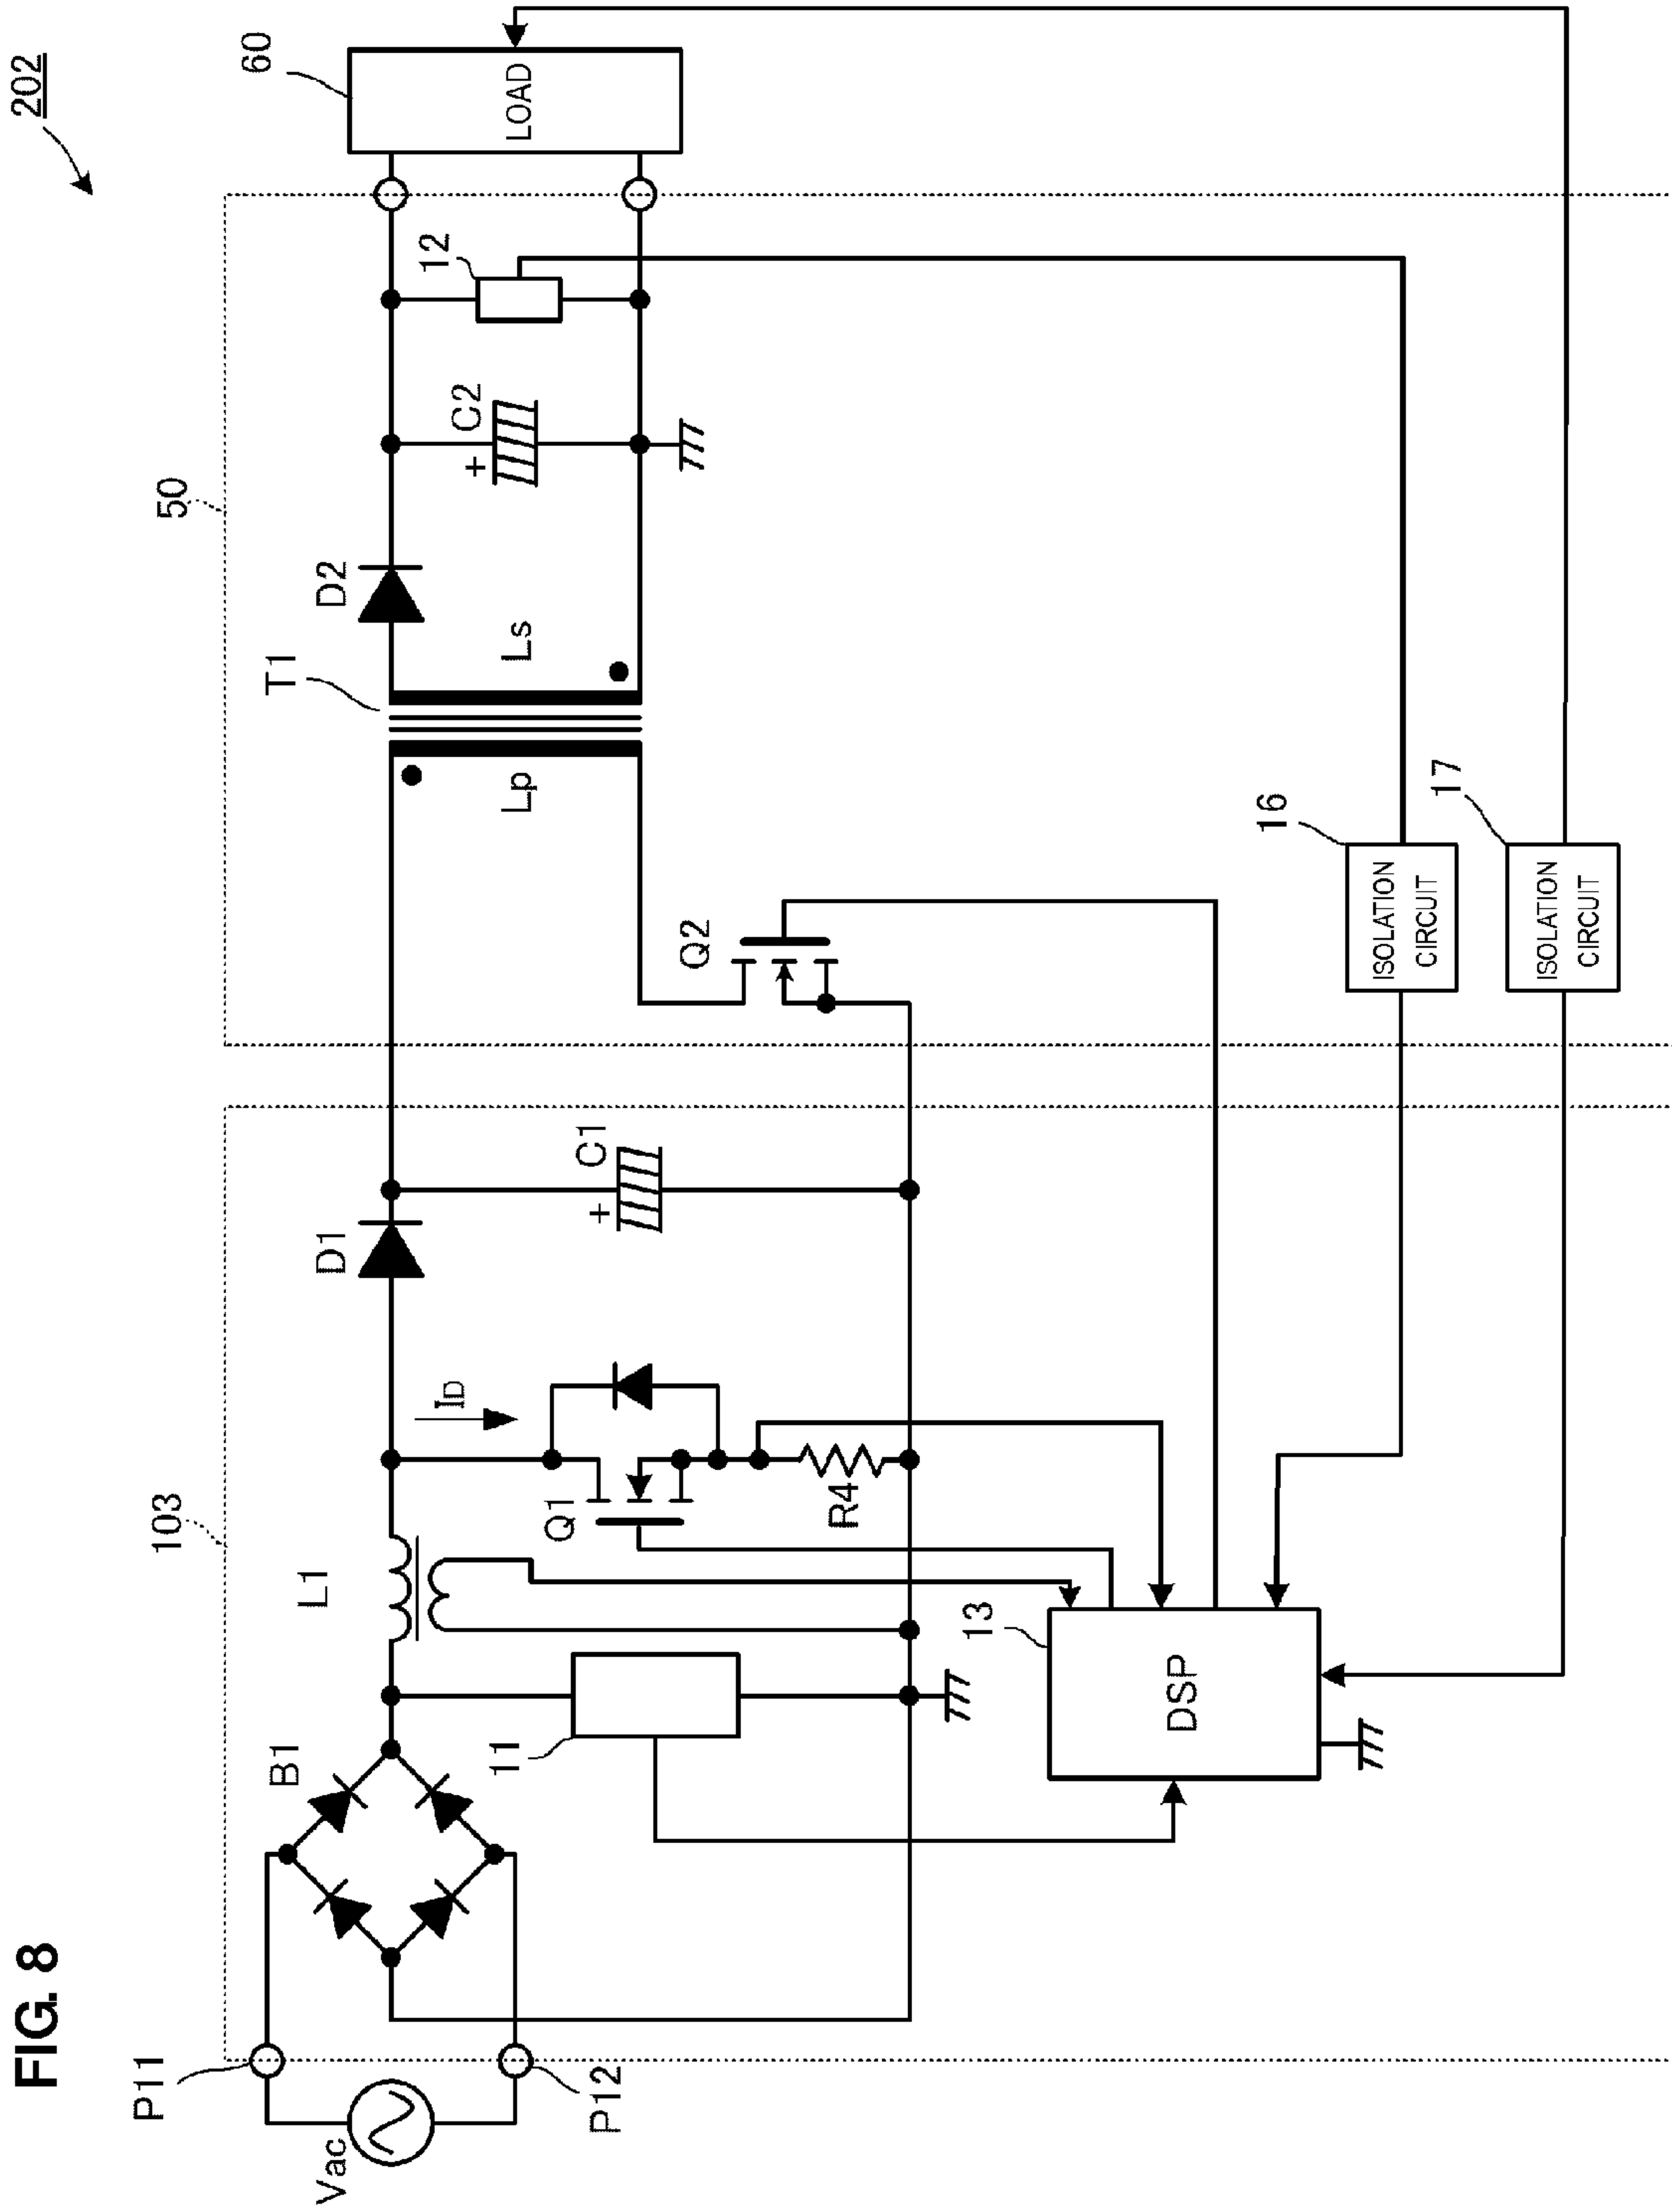 FIG. 8
202
103
50
60
LOAD
T1
D2
C2
+
12
Ls
Lp
Q2
D1
C1
+
ID
L1
Q1
R4
B1
11
13
DSP
P11
Vac
P12
16
ISOLATION
CIRCUIT
17
ISOLATION
CIRCUIT